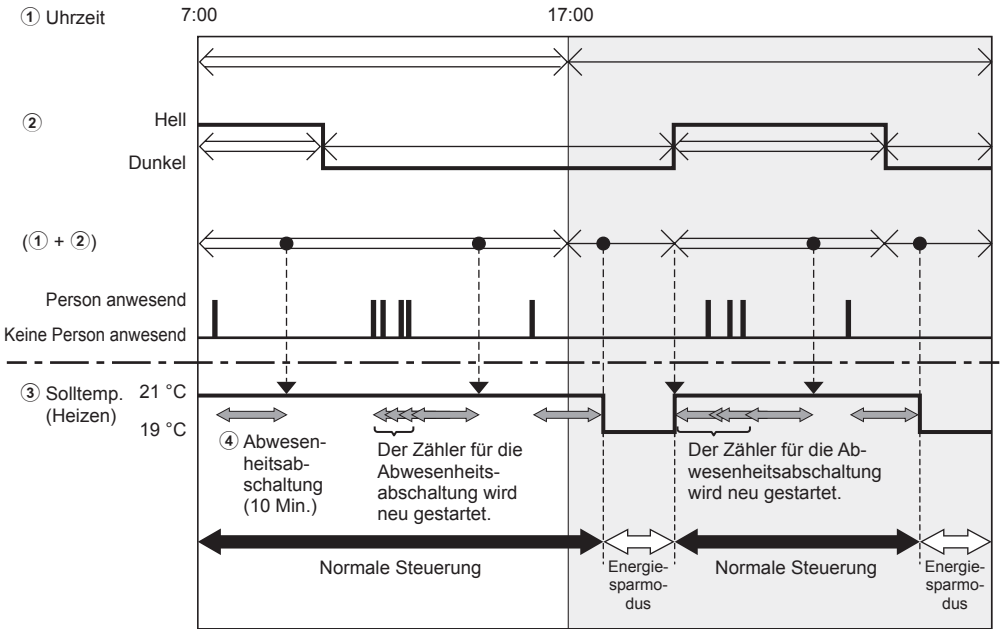 ① Uhrzeit
7:00
17:00
②
Hell
Dunkel
(① + ②)
Person anwesend
Keine Person anwesend
③ Solltemp.
(Heizen)
21 °C
19 °C
④ Abwesen-
heitsab-
schaltung
(10 Min.)
Der Zähler für die
Abwesenheits-
abschaltung wird
neu gestartet.
Der Zähler für die Ab-
wesenheitsabschaltung
wird neu gestartet.
Normale Steuerung
Energie-
sparmo-
dus
Normale Steuerung
Energie-
sparmo-
dus